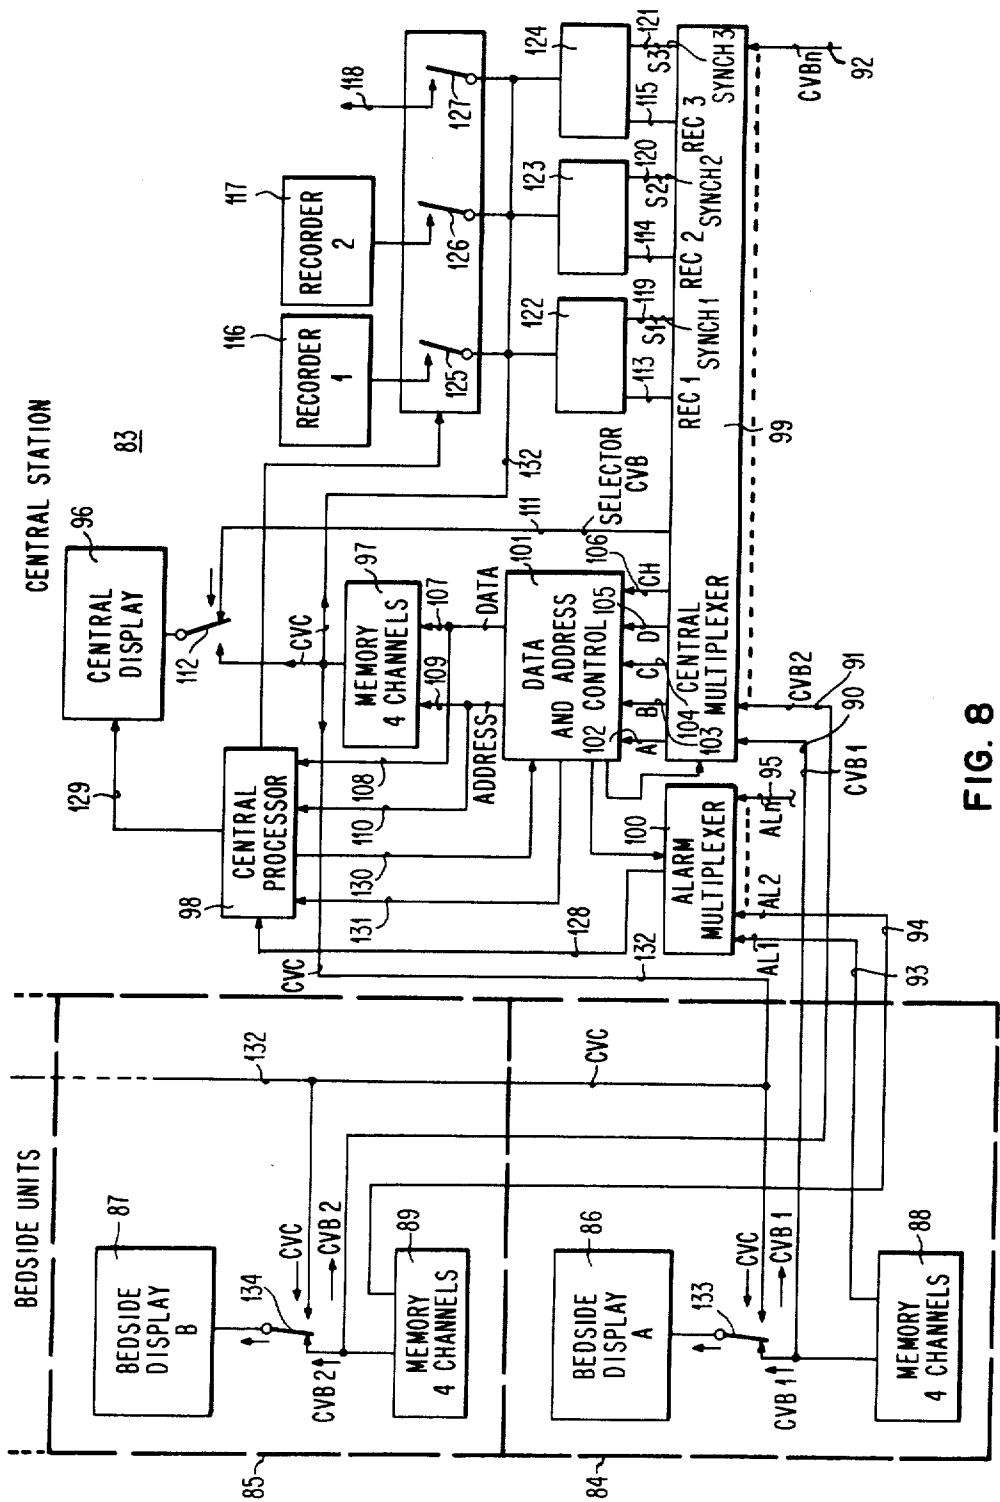 BEDSIDE UNITS
85
84
BEDSIDE
DISPLAY
B
87
132
CVC
CVB 2
134
CVB2
89
MEMORY
4 CHANNELS
BEDSIDE
DISPLAY
A
86
CVC
CVC
CVB 1
133
CVB1
88
MEMORY
4 CHANNELS
CENTRAL STATION
83
CENTRAL
DISPLAY
96
129
112
CENTRAL
PROCESSOR
98
CVC
CVC
108
110
130
131
128
132
MEMORY
4 CHANNELS
97
107
109
DATA
ADDRESS
DATA
AND ADDRESS
CONTROL
101
102
105
106
A
B
C
D
CH
103
104
CENTRAL
MULTIPLEXER
99
ALARM
MULTIPLEXER
100
AL1
AL2
ALn
95
93
94
CVB1
90
CVB2
91
CVBn
92
111
SELECTOR
CVB
132
RECORDER
1
116
RECORDER
2
117
118
125
126
127
122
123
124
113
S1
119
114
S2
120
115
S3
121
REC 1
SYNCH1
REC 2
SYNCH2
REC 3
SYNCH 3
FIG. 8